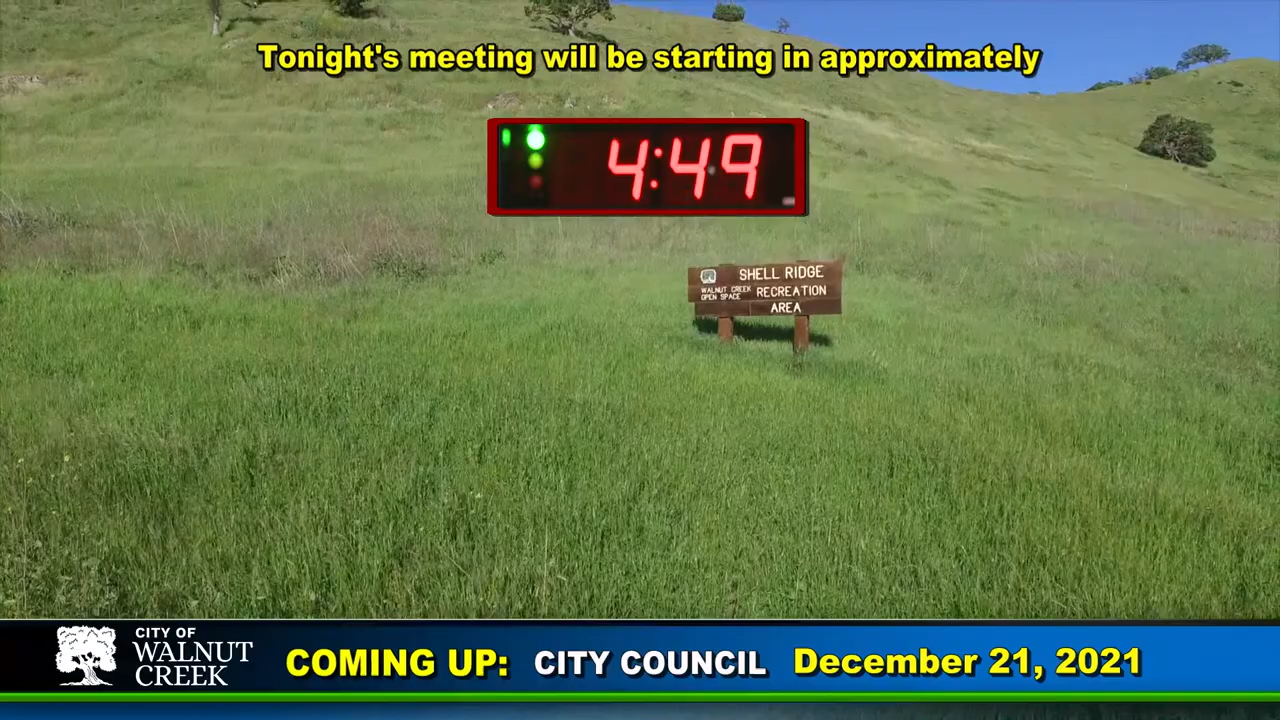 Tonight's meeting will be starting in approximately
4:49
SHELL RIDGE
WALNUT CREEK
OPEN SPACE
RECREATION
AREA
CITY OF
WALNUT
CREEK
COMING UP: CITY COUNCIL December 21, 2021